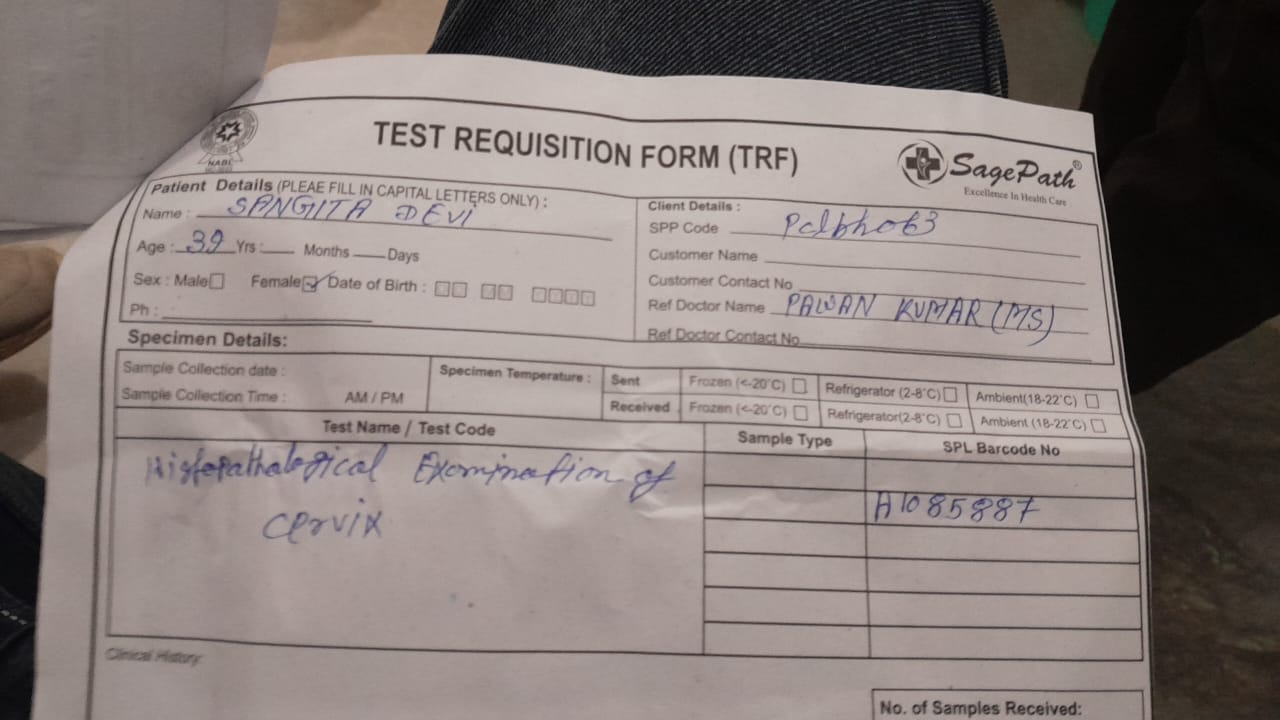 NABL
TEST REQUISITION FORM (TRF)
SagePath®
Excellence In Health Care
Patient Details (PLEAE FILL IN CAPITAL LETTERS ONLY) :
Name : SANGITA DEVI
Age : 39 Yrs : Months Days
Sex : Male Female Date of Birth :
Ph :
Client Details :
SPP Code Pclbh063
Customer Name
Customer Contact No
Ref Doctor Name PAWAN KUMAR (MS)
Ref Doctor Contact No
Specimen Details:
Sample Collection date :
Sample Collection Time : AM / PM
Specimen Temperature :
Sent Frozen (<-20°C) Refrigerator (2-8°C) Ambient(18-22°C)
Received Frozen (<-20°C) Refrigerator(2-8°C) Ambient (18-22°C)
Test Name / Test Code Sample Type SPL Barcode No
Histopathalogical Examination of
cervix
A1085887
Clinical History:
No. of Samples Received: